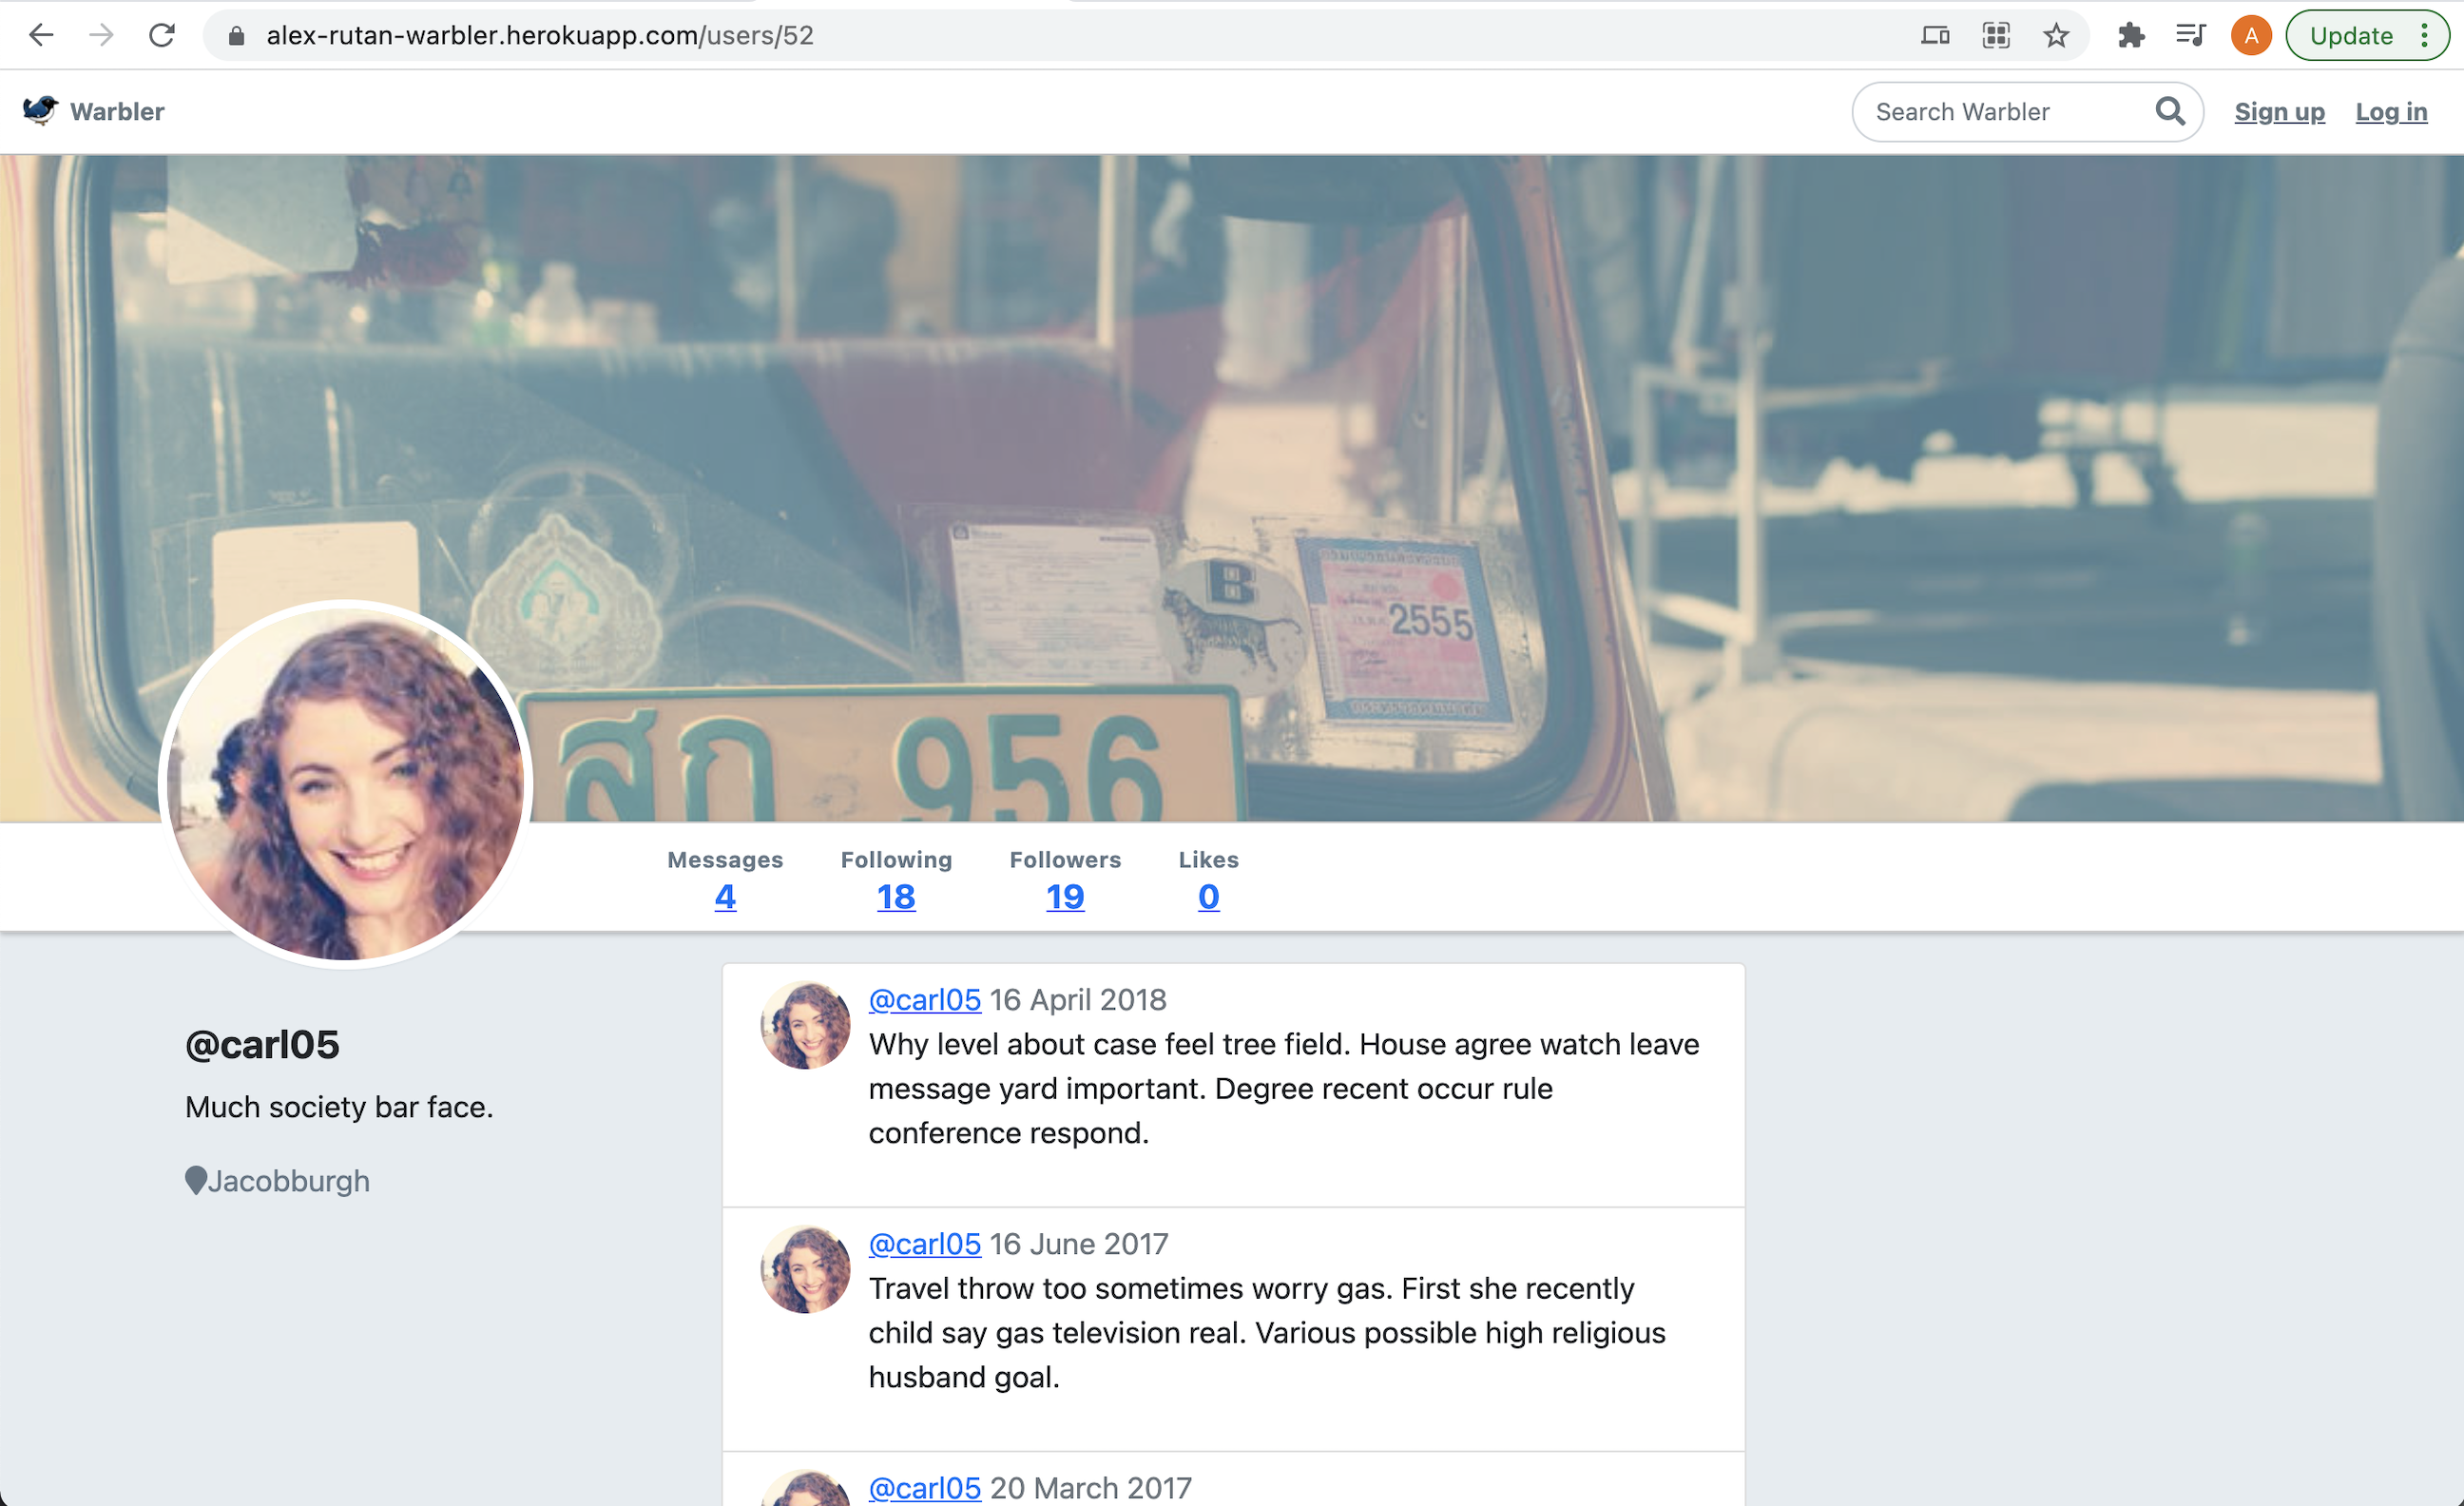 alex-rutan-warbler.herokuapp.com/users/52
A
Update
Warbler
Search Warbler
Sign up
Log in
B
2555
สฦ 956
Messages
Following
Followers
Likes
4
18
19
0
@carl05
Much society bar face.
Jacobburgh
@carl05 16 April 2018
Why level about case feel tree field. House agree watch leave
message yard important. Degree recent occur rule
conference respond.
@carl05 16 June 2017
Travel throw too sometimes worry gas. First she recently
child say gas television real. Various possible high religious
husband goal.
@carl05 20 March 2017